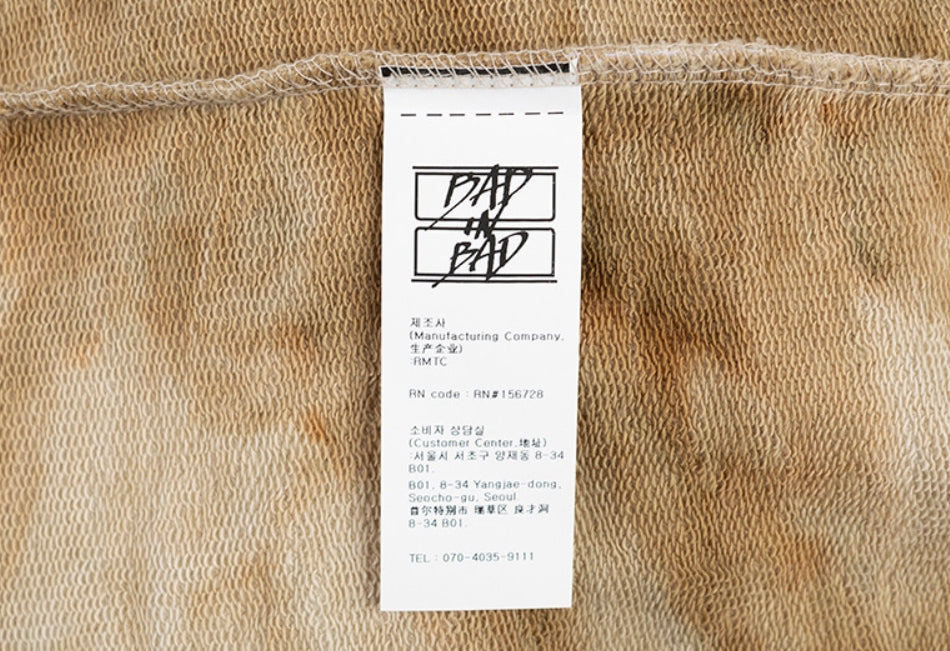 BAD
IN
BAD
제조사
(Manufacturing Company,
生产企业)
:RMTC
RN code : RN#156728
소비자 상담실
(Customer Center,地址)
:서울시 서초구 양재동 8-34
B01.
B01, 8-34 Yangjae-dong,
Seocho-gu, Seoul.
首尔特别市 瑞草区 良才洞
8-34 B01.
TEL : 070-4035-9111